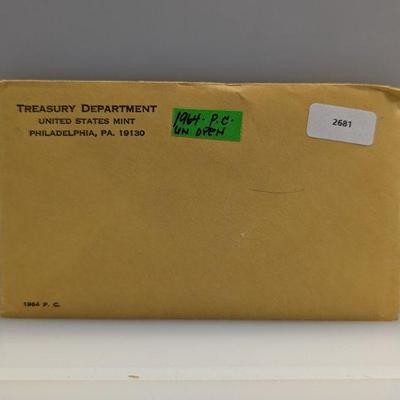 TREASURY DEPARTMENT
UNITED STATES MINT
PHILADELPHIA, PA. 19130
1964 · P.C.
UN OPEN
2681
1964 P. C.